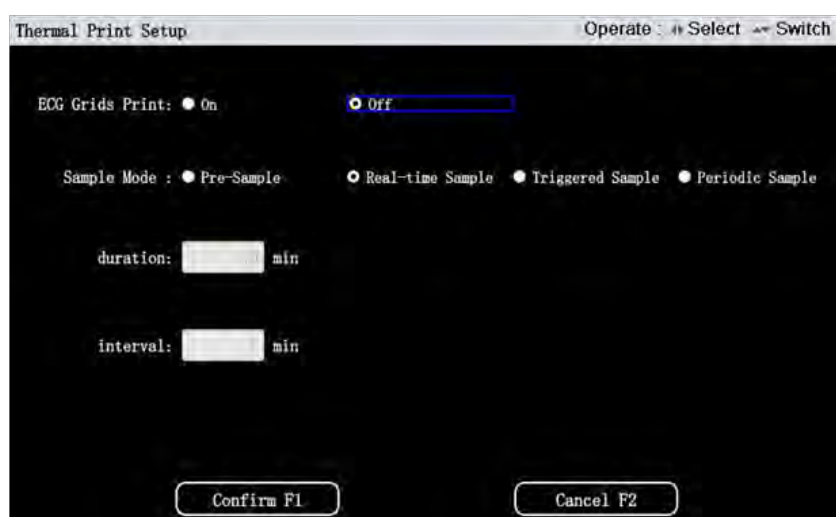 Thermal Print Setup Operate : Select Switch
ECG Grids Print: On Off
Sample Mode : Pre-Sample Real-time Sample Triggered Sample Periodic Sample
duration: min
interval: min
Confirm F1 Cancel F2